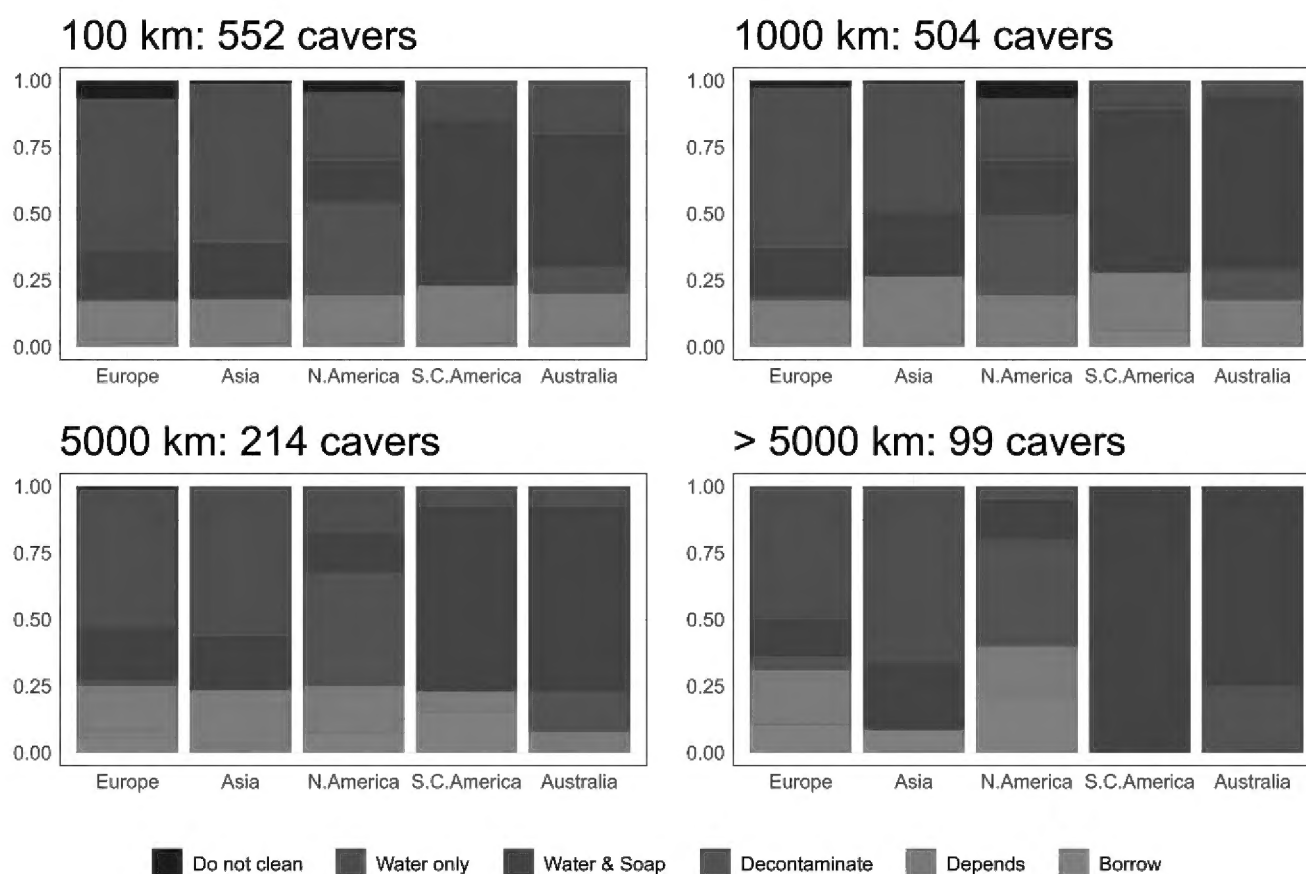 100 km: 552 cavers
1.00
0.75
0.50
0.25
0.00
Europe Asia N.America S.C.America Australia
1000 km: 504 cavers
1.00
0.75
0.50
0.25
0.00
Europe Asia N.America S.C.America Australia
5000 km: 214 cavers
1.00
0.75
0.50
0.25
0.00
Europe Asia N.America S.C.America Australia
> 5000 km: 99 cavers
1.00
0.75
0.50
0.25
0.00
Europe Asia N.America S.C.America Australia
Do not clean Water only Water & Soap Decontaminate Depends Borrow